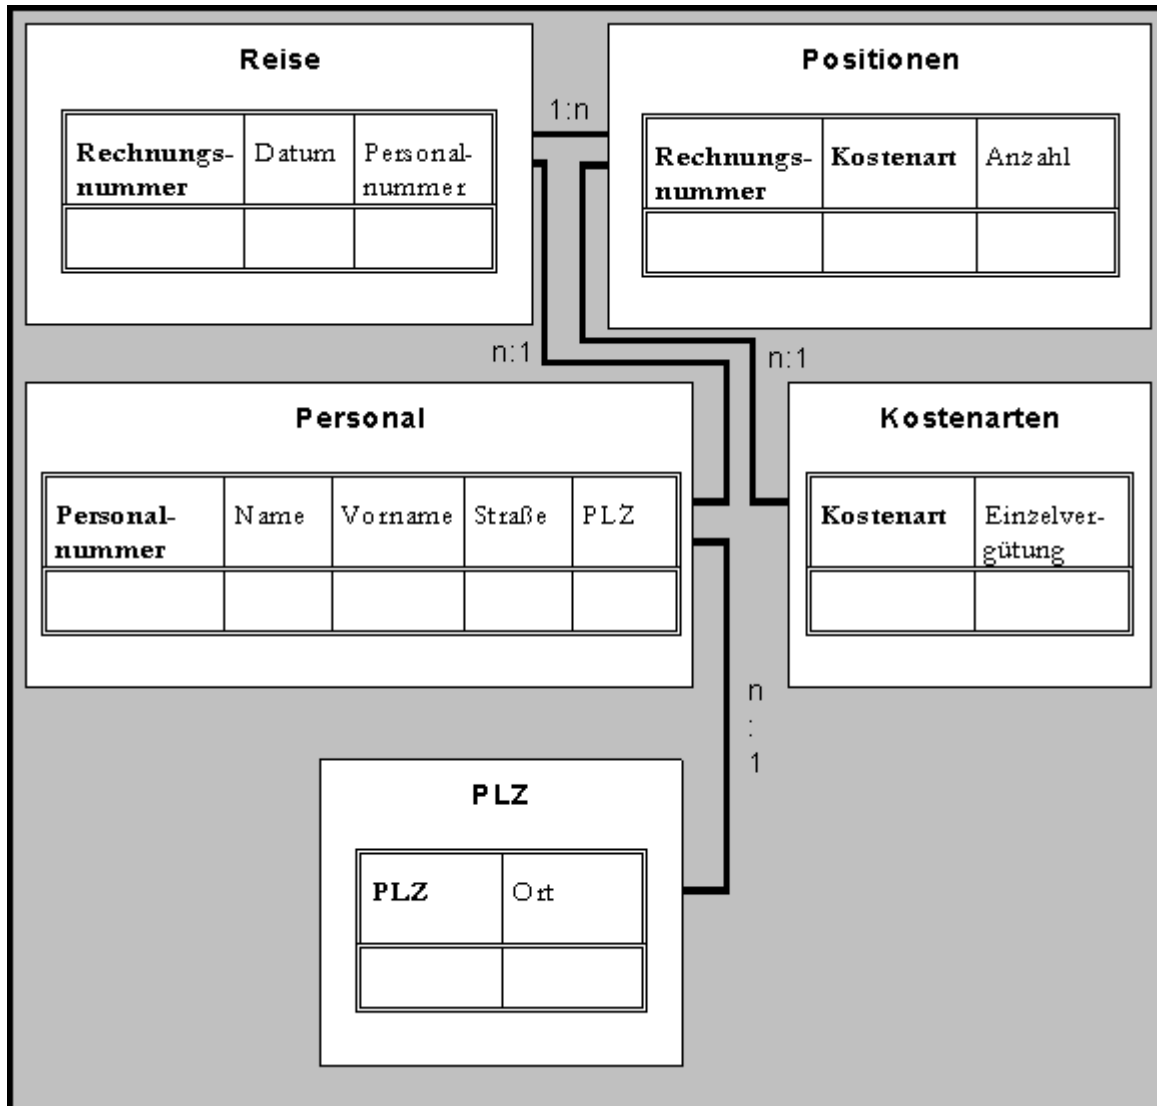 Reise
Rechnungs- Datum Personal-
nummer nummer
1:n
Positionen
Rechnungs- Kostenart Anzahl
nummer
n:1
n:1
Personal
Personal- Name Vorname Straße PLZ
nummer
Kostenarten
Kostenart Einzelver-
gütung
n
:
1
PLZ
PLZ Ort